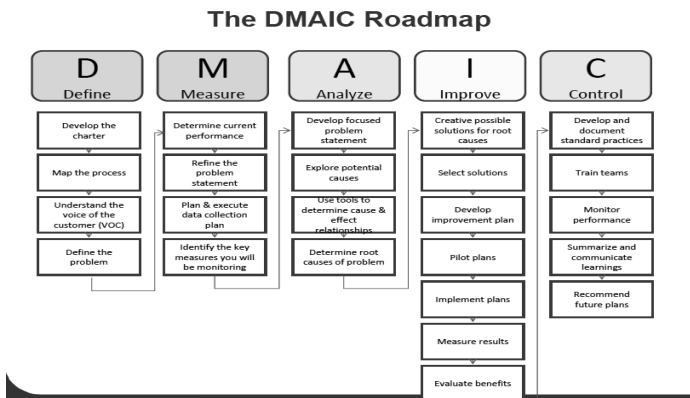 The DMAIC Roadmap
D
Define
Develop the
charter
Map the process
Understand the
voice of the
customer (VOC)
Define the
problem
M
Measure
Determine current
performance
Refine the
problem
statement
Plan & execute
data collection
plan
Identify the key
measures you will
be monitoring
A
Analyze
Develop focused
problem
statement
Explore potential
causes
Use tools to
determine cause &
effect
relationships
Determine root
causes of problem
I
Improve
Creative possible
solutions for root
causes
Select solutions
Develop
improvement plan
Pilot plans
Implement plans
Measure results
Evaluate benefits
C
Control
Develop and
document
standard practices
Train teams
Monitor
performance
Summarize and
communicate
learnings
Recommend
future plans